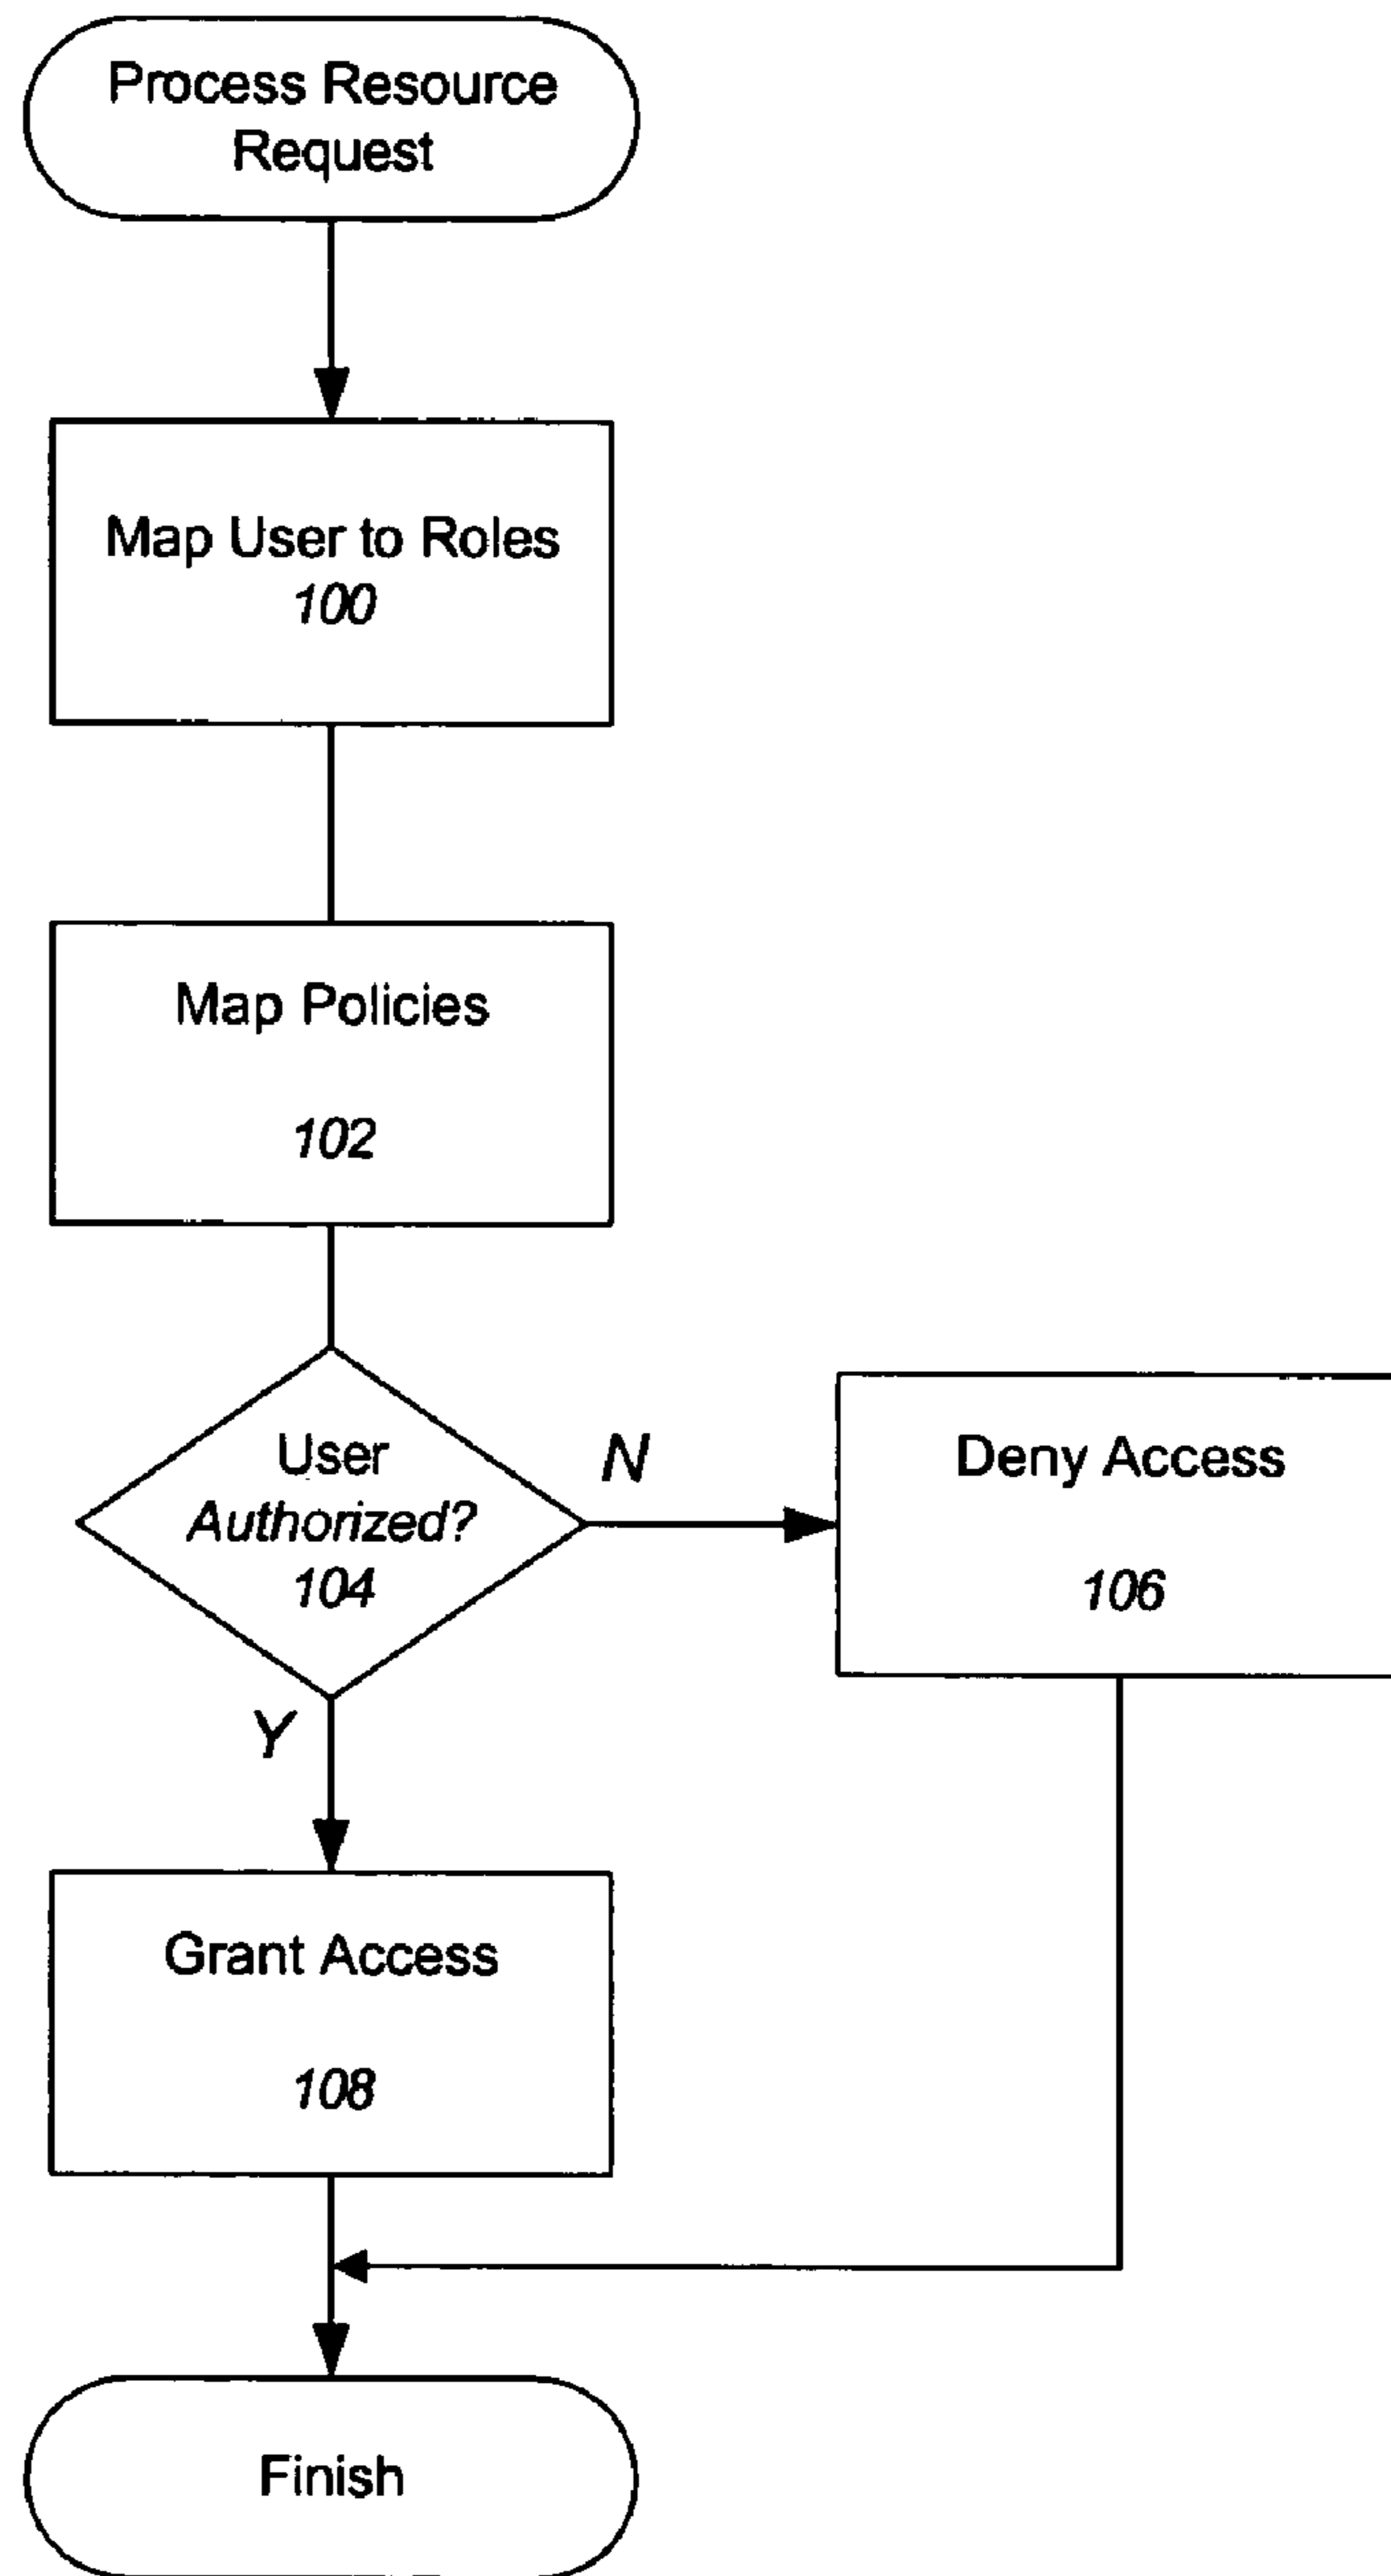 Process Resource
Request
Map User to Roles
100
Map Policies
102
User
Authorized?
104
N
Deny Access
106
Y
Grant Access
108
Finish